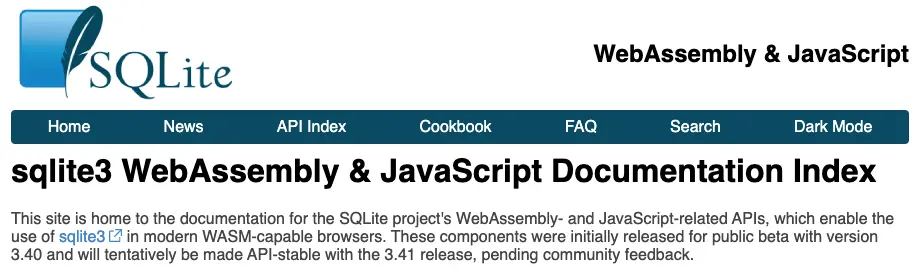 SQLite
WebAssembly & JavaScript
Home News API Index Cookbook FAQ Search Dark Mode
sqlite3 WebAssembly & JavaScript Documentation Index
This site is home to the documentation for the SQLite project's WebAssembly- and JavaScript-related APIs, which enable the
use of sqlite3 in modern WASM-capable browsers. These components were initially released for public beta with version
3.40 and will tentatively be made API-stable with the 3.41 release, pending community feedback.